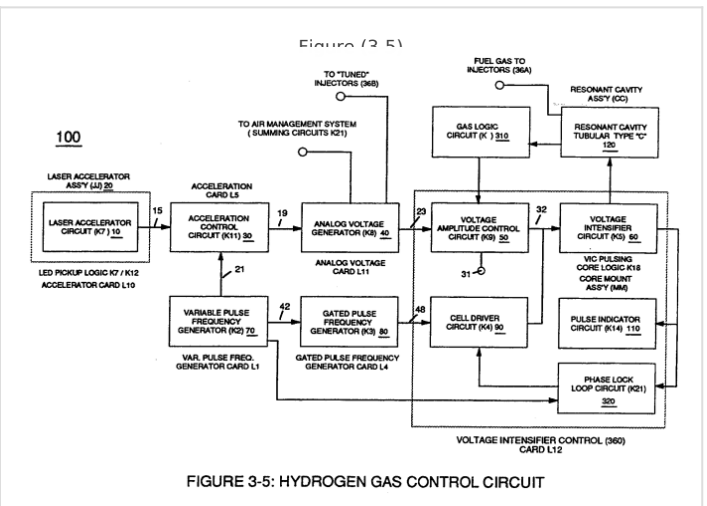 Figure (3-5)
TO "TUNED"
INJECTORS (36B)
FUEL GAS TO
INJECTORS (36A)
RESONANT CAVITY
ASS'Y (CC)
TO AIR MANAGEMENT SYSTEM
( SUMMING CIRCUITS K21)
GAS LOGIC
CIRCUIT (K ) 310
RESONANT CAVITY
TUBULAR TYPE "C"
120
100
LASER ACCELERATOR
ASS'Y (JJ) 20
ACCELERATION
CARD L5
LASER ACCELERATOR
CIRCUIT (K7) 10
15
ACCELERATION
CONTROL
CIRCUIT (K11) 30
19
ANALOG VOLTAGE
GENERATOR (K8) 40
23
VOLTAGE
AMPLITUDE CONTROL
CIRCUIT (K9)
50
32
VOLTAGE
INTENSIFIER
CIRCUIT (K5) 60
LED PICKUP LOGIC K7 / K12
ACCELERATOR CARD L10
21
ANALOG VOLTAGE
CARD L11
31
VIC PULSING
CORE LOGIC K18
CORE MOUNT
ASS'Y (MM)
VARIABLE PULSE
FREQUENCY
GENERATOR (K2) 70
42
GATED PULSE
FREQUENCY
GENERATOR (K3) 80
48
CELL DRIVER
CIRCUIT (K4) 90
PULSE INDICATOR
CIRCUIT (K14) 110
VAR. PULSE FREQ.
GENERATOR CARD L1
GATED PULSE FREQUENCY
GENERATOR CARD L4
PHASE LOCK
LOOP CIRCUIT (K21)
320
VOLTAGE INTENSIFIER CONTROL (360)
CARD L12
FIGURE 3-5: HYDROGEN GAS CONTROL CIRCUIT